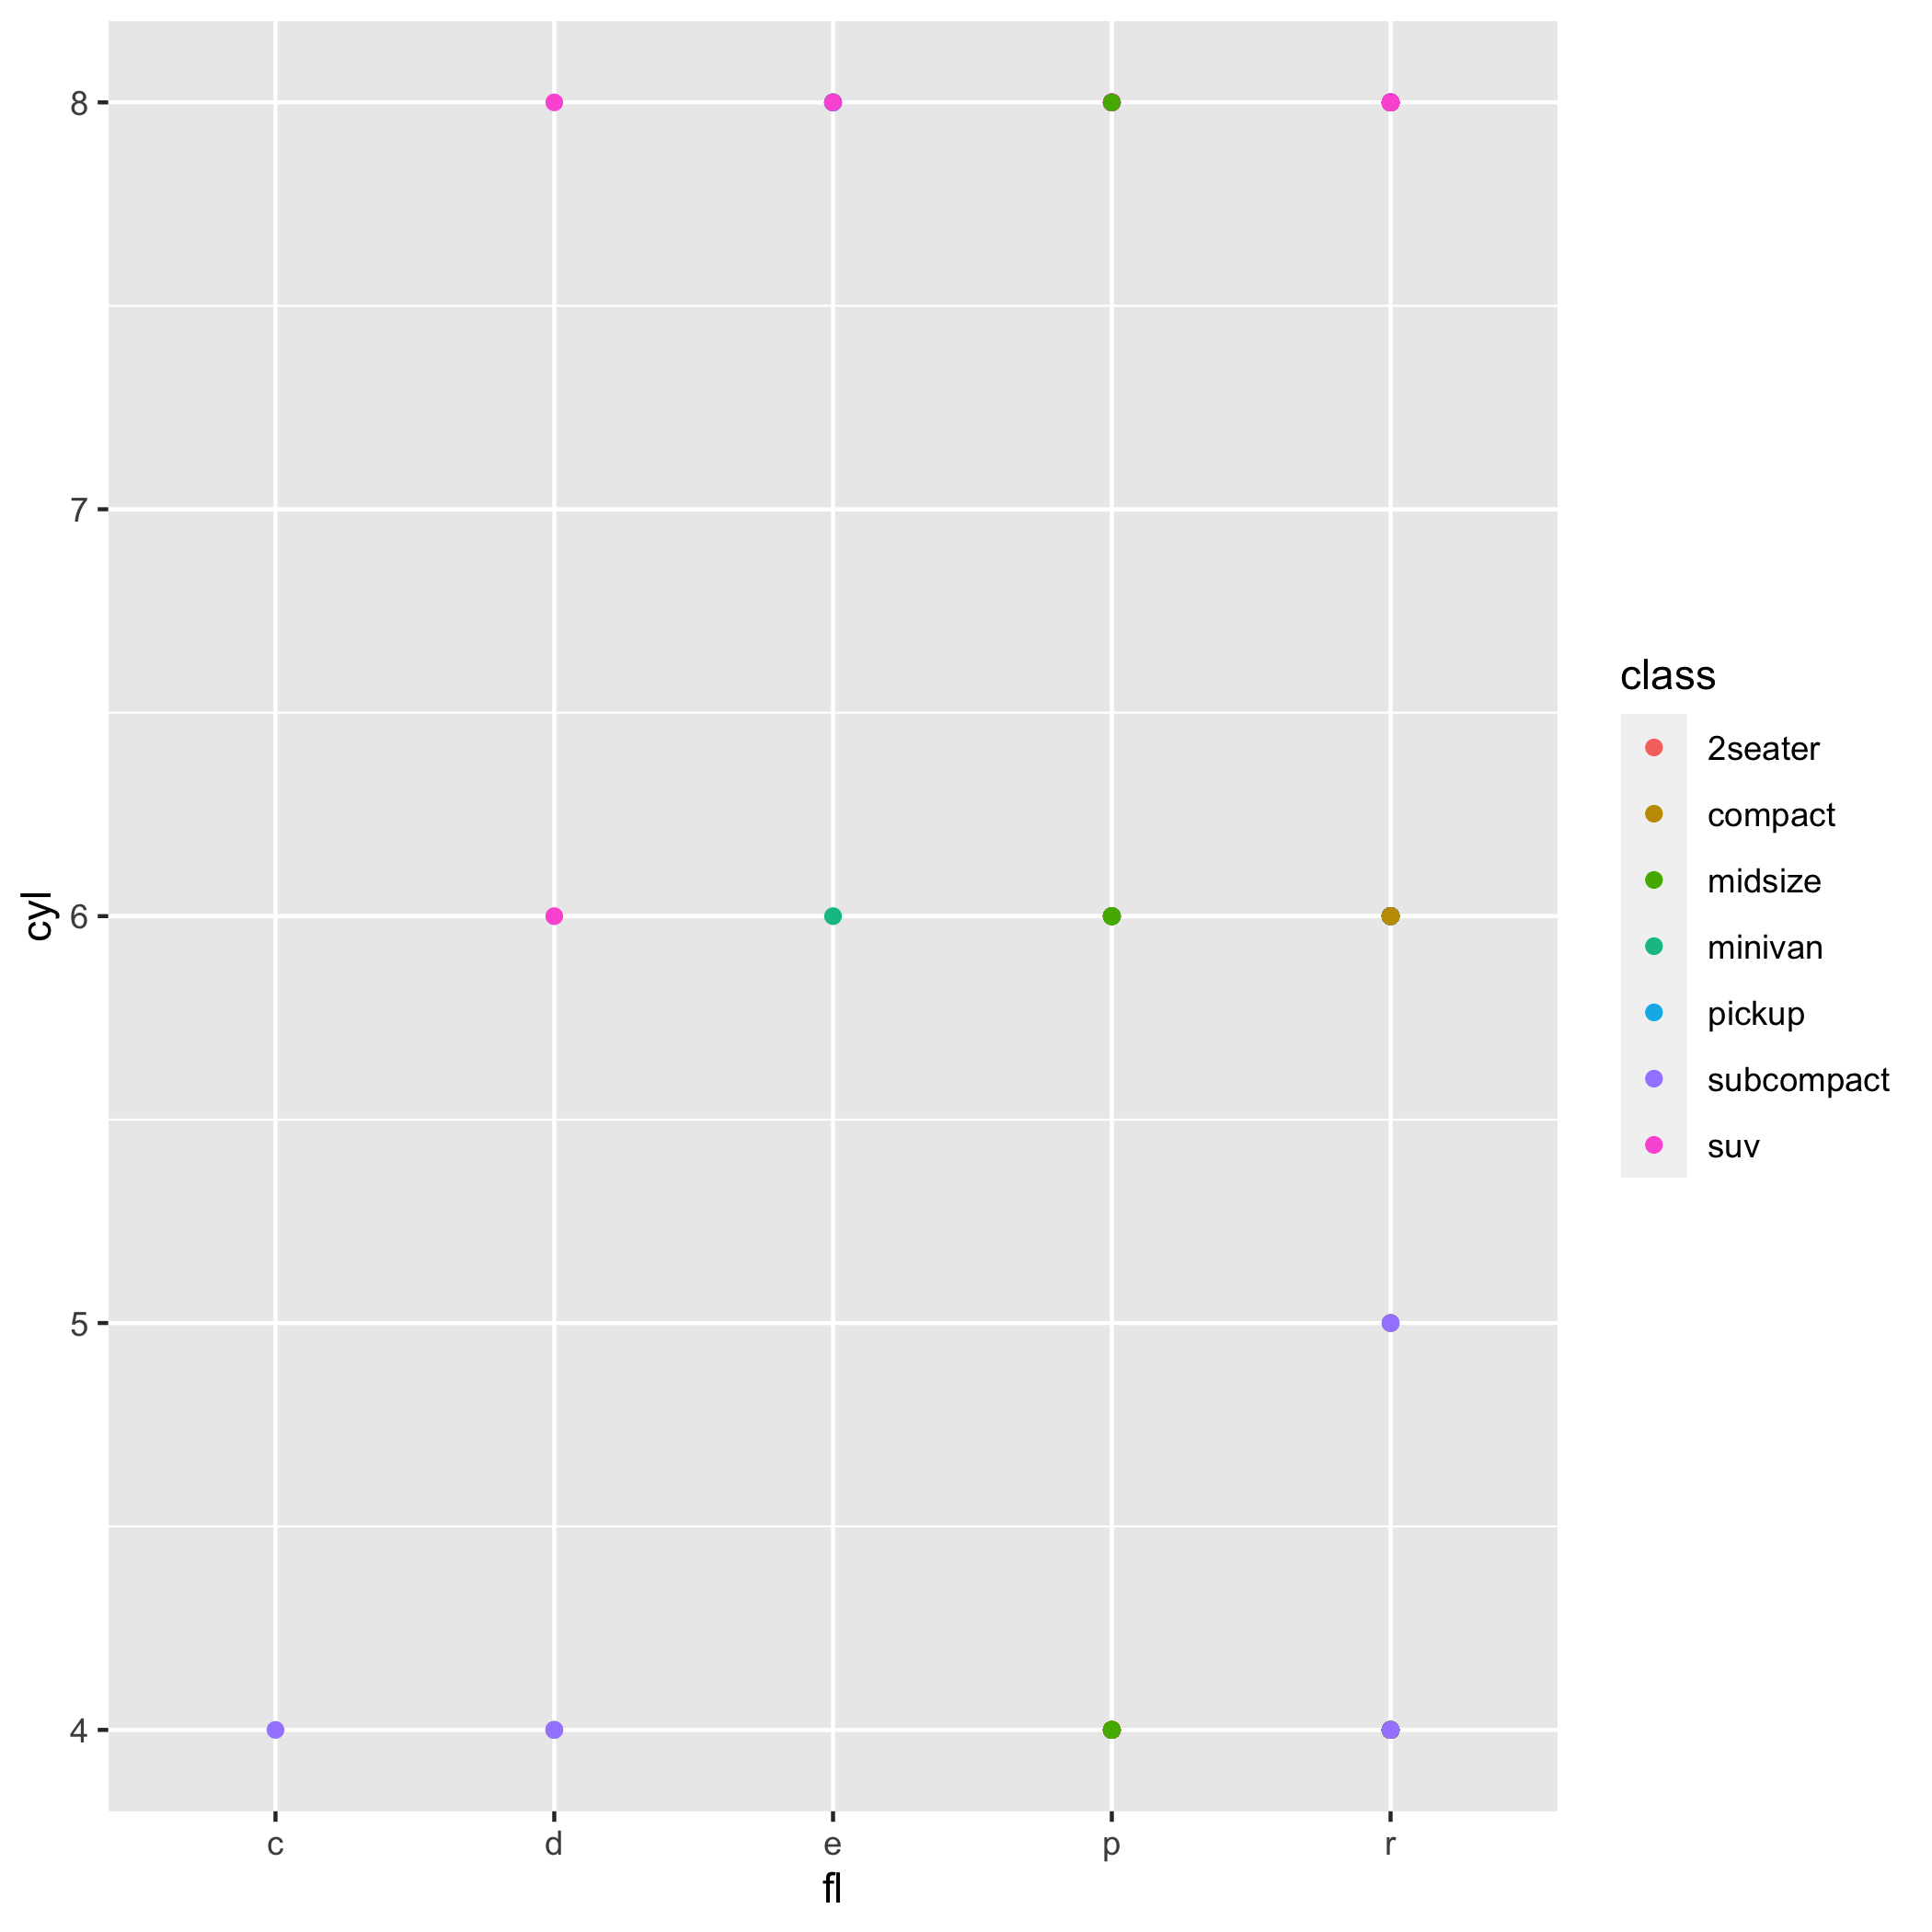 8
7
6
5
4
cyl
c d e p r
fl
class
2seater
compact
midsize
minivan
pickup
subcompact
suv